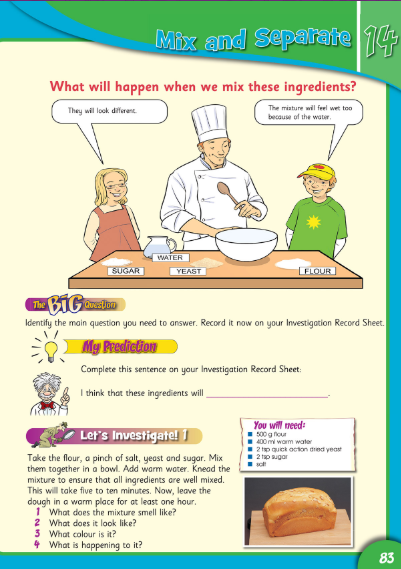 Mix and Separate
14
What will happen when we mix these ingredients?
They will look different.
The mixture will feel wet too
because of the water.
WATER
SUGAR
YEAST
FLOUR
The BIG Question
Identify the main question you need to answer. Record it now on your Investigation Record Sheet.
My Prediction
Complete this sentence on your Investigation Record Sheet:
I think that these ingredients will ____________________________.
Let's Investigate! 1
Take the flour, a pinch of salt, yeast and sugar. Mix
them together in a bowl. Add warm water. Knead the
mixture to ensure that all ingredients are well mixed.
This will take five to ten minutes. Now, leave the
dough in a warm place for at least one hour.
1 What does the mixture smell like?
2 What does it look like?
3 What colour is it?
4 What is happening to it?
You will need:
■ 500 g flour
■ 400 ml warm water
■ 2 tsp quick action dried yeast
■ 2 tsp sugar
■ salt
83